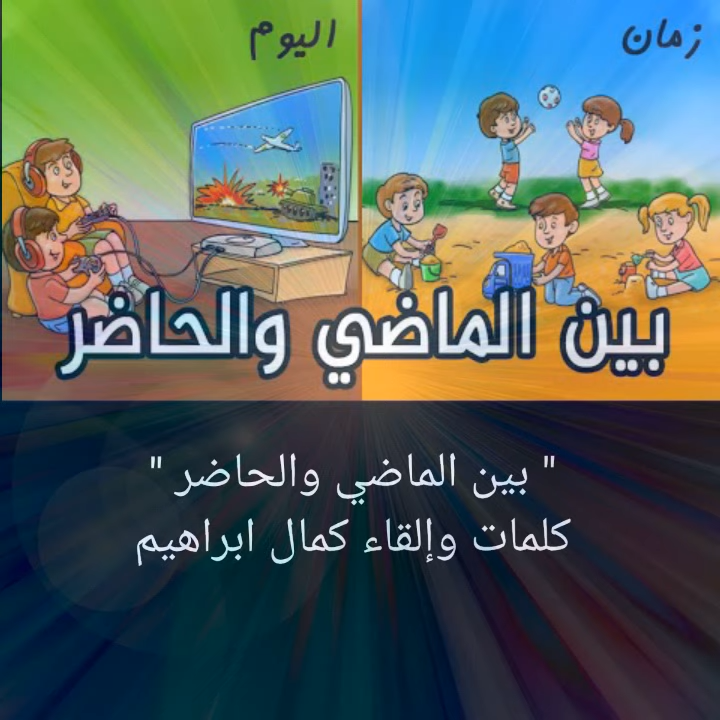 زمان
اليوم
بين الماضي والحاضر
" بين الماضي والحاضر "
كلمات وإلقاء كمال ابراهيم